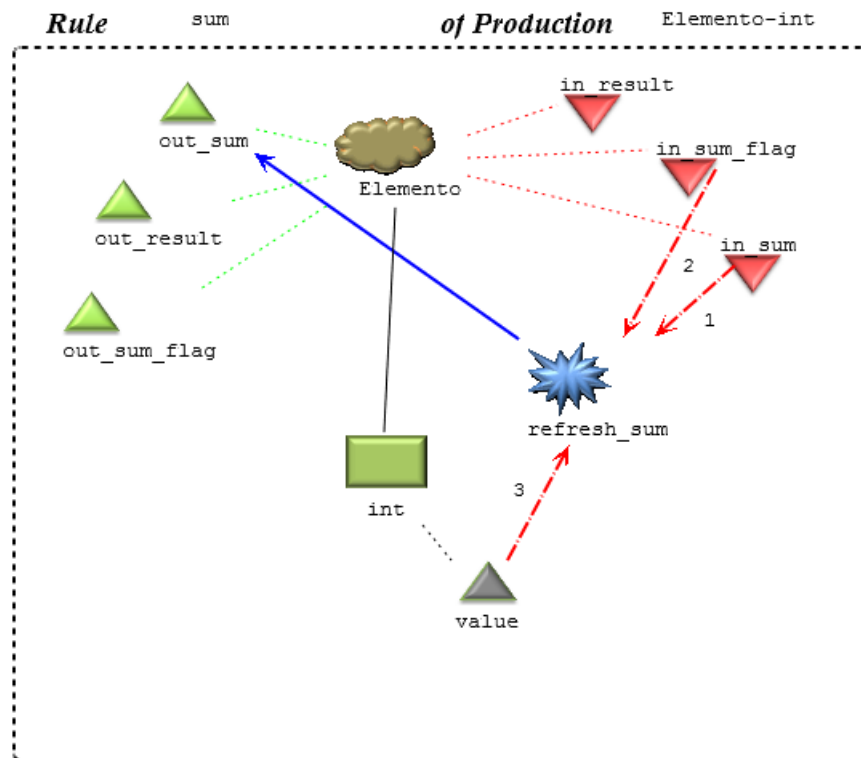 Rule sum of Production Elemento-int
in_result
out_sum
in_sum_flag
Elemento
out_result
in_sum
2
1
out_sum_flag
refresh_sum
3
int
value